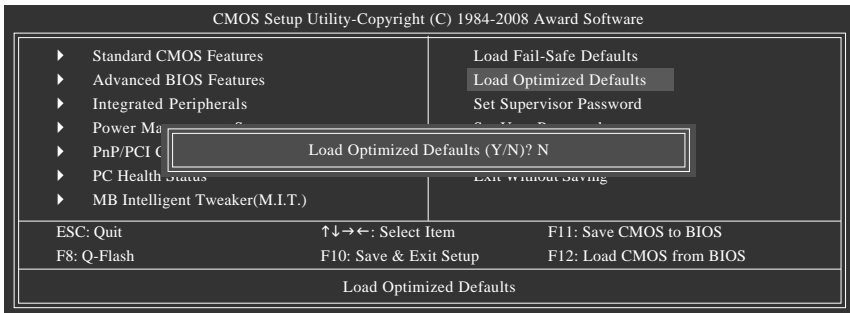 CMOS Setup Utility-Copyright (C) 1984-2008 Award Software
Standard CMOS Features
Advanced BIOS Features
Integrated Peripherals
Power
PnP/PCI
PC Health Status
MB Intelligent Tweaker(M.I.T.)
Load Fail-Safe Defaults
Load Optimized Defaults
Set Supervisor Password
Exit Without Saving
Load Optimized Defaults (Y/N)? N
ESC: Quit
↑↓→←: Select Item
F11: Save CMOS to BIOS
F8: Q-Flash
F10: Save & Exit Setup
F12: Load CMOS from BIOS
Load Optimized Defaults